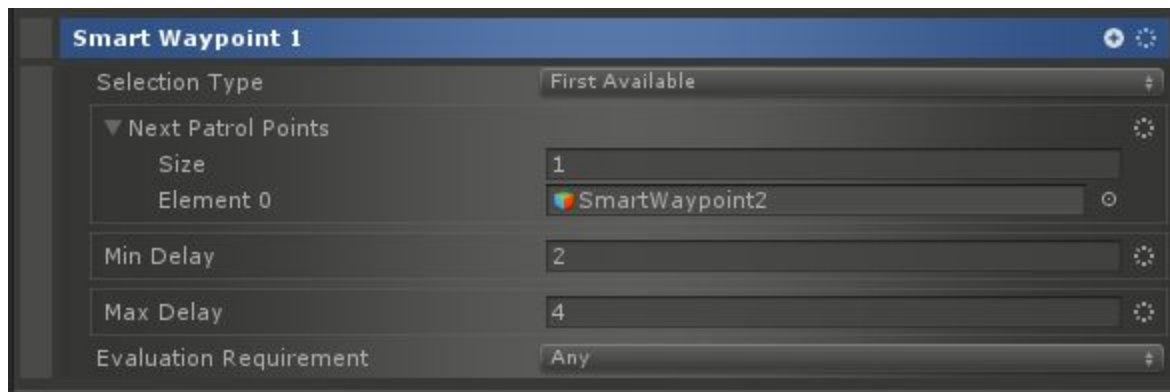 Smart Waypoint 1
Selection Type First Available
Next Patrol Points
Size 1
Element 0 SmartWaypoint2
Min Delay 2
Max Delay 4
Evaluation Requirement Any